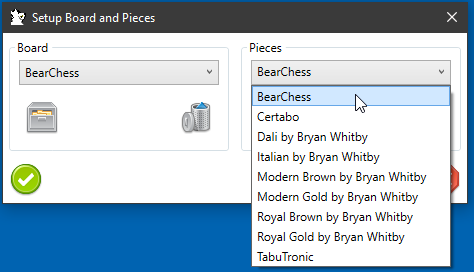 Setup Board and Pieces
Board
BearChess
Pieces
BearChess
BearChess
Certabo
Dali by Bryan Whitby
Italian by Bryan Whitby
Modern Brown by Bryan Whitby
Modern Gold by Bryan Whitby
Royal Brown by Bryan Whitby
Royal Gold by Bryan Whitby
TabuTronic